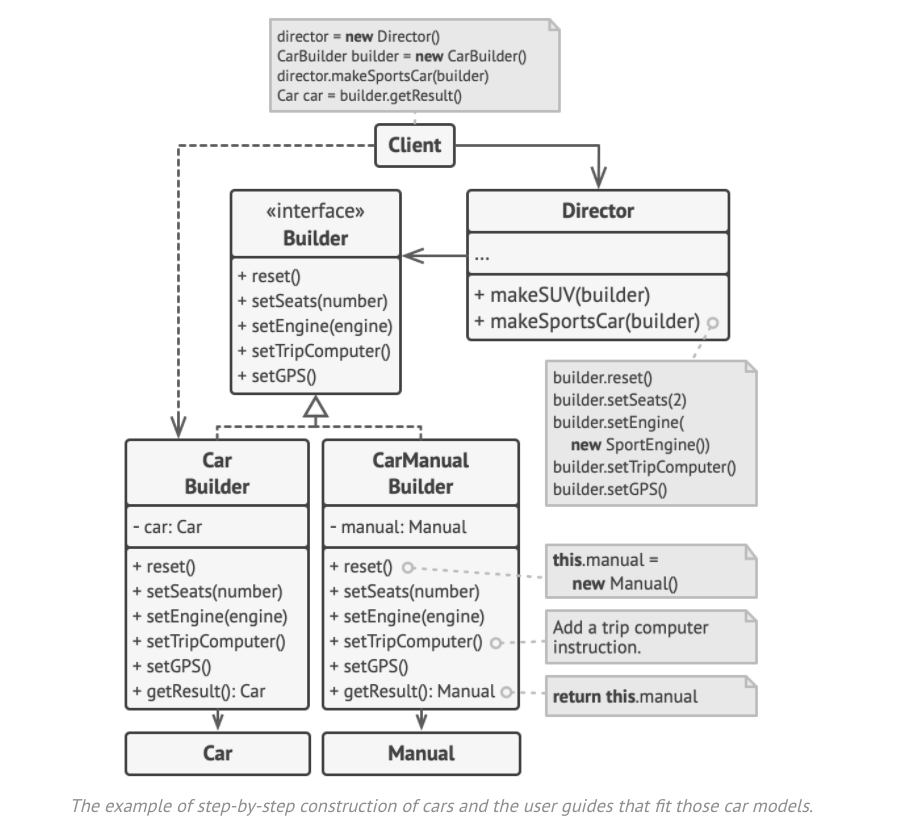 director = new Director()
CarBuilder builder = new CarBuilder()
director.makeSportsCar(builder)
Car car = builder.getResult()
Client
«interface»
Builder
+ reset()
+ setSeats(number)
+ setEngine(engine)
+ setTripComputer()
+ setGPS()
Director
...
+ makeSUV(builder)
+ makeSportsCar(builder)
builder.reset()
builder.setSeats(2)
builder.setEngine(
new SportEngine())
builder.setTripComputer()
builder.setGPS()
Car
Builder
- car: Car
+ reset()
+ setSeats(number)
+ setEngine(engine)
+ setTripComputer()
+ setGPS()
+ getResult(): Car
Car
CarManual
Builder
- manual: Manual
+ reset()
+ setSeats(number)
+ setEngine(engine)
+ setTripComputer()
+ setGPS()
+ getResult(): Manual
Manual
this.manual =
new Manual()
Add a trip computer
instruction.
return this.manual
The example of step-by-step construction of cars and the user guides that fit those car models.